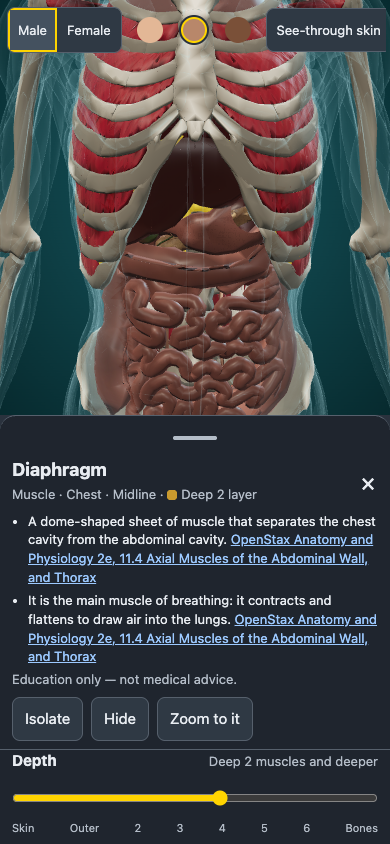 Male Female See-through skin
Diaphragm
Muscle · Chest · Midline · Deep 2 layer
• A dome-shaped sheet of muscle that separates the chest
cavity from the abdominal cavity. OpenStax Anatomy and
Physiology 2e, 11.4 Axial Muscles of the Abdominal Wall,
and Thorax
• It is the main muscle of breathing: it contracts and
flattens to draw air into the lungs. OpenStax Anatomy and
Physiology 2e, 11.4 Axial Muscles of the Abdominal Wall,
and Thorax
Education only — not medical advice.
Isolate Hide Zoom to it
Depth Deep 2 muscles and deeper
Skin Outer 2 3 4 5 6 Bones